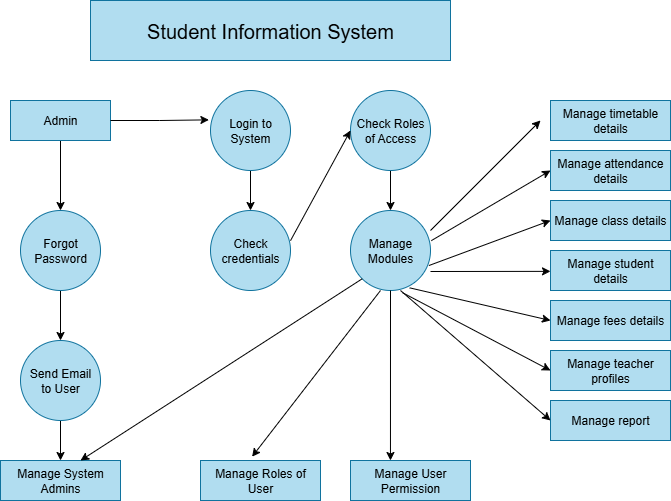 Student Information System
Admin
Login to
System
Check Roles
of Access
Manage timetable
details
Manage attendance
details
Manage class details
Forgot
Password
Check
credentials
Manage
Modules
Manage student
details
Manage fees details
Send Email
to User
Manage teacher
profiles
Manage report
Manage System
Admins
Manage Roles of
User
Manage User
Permission